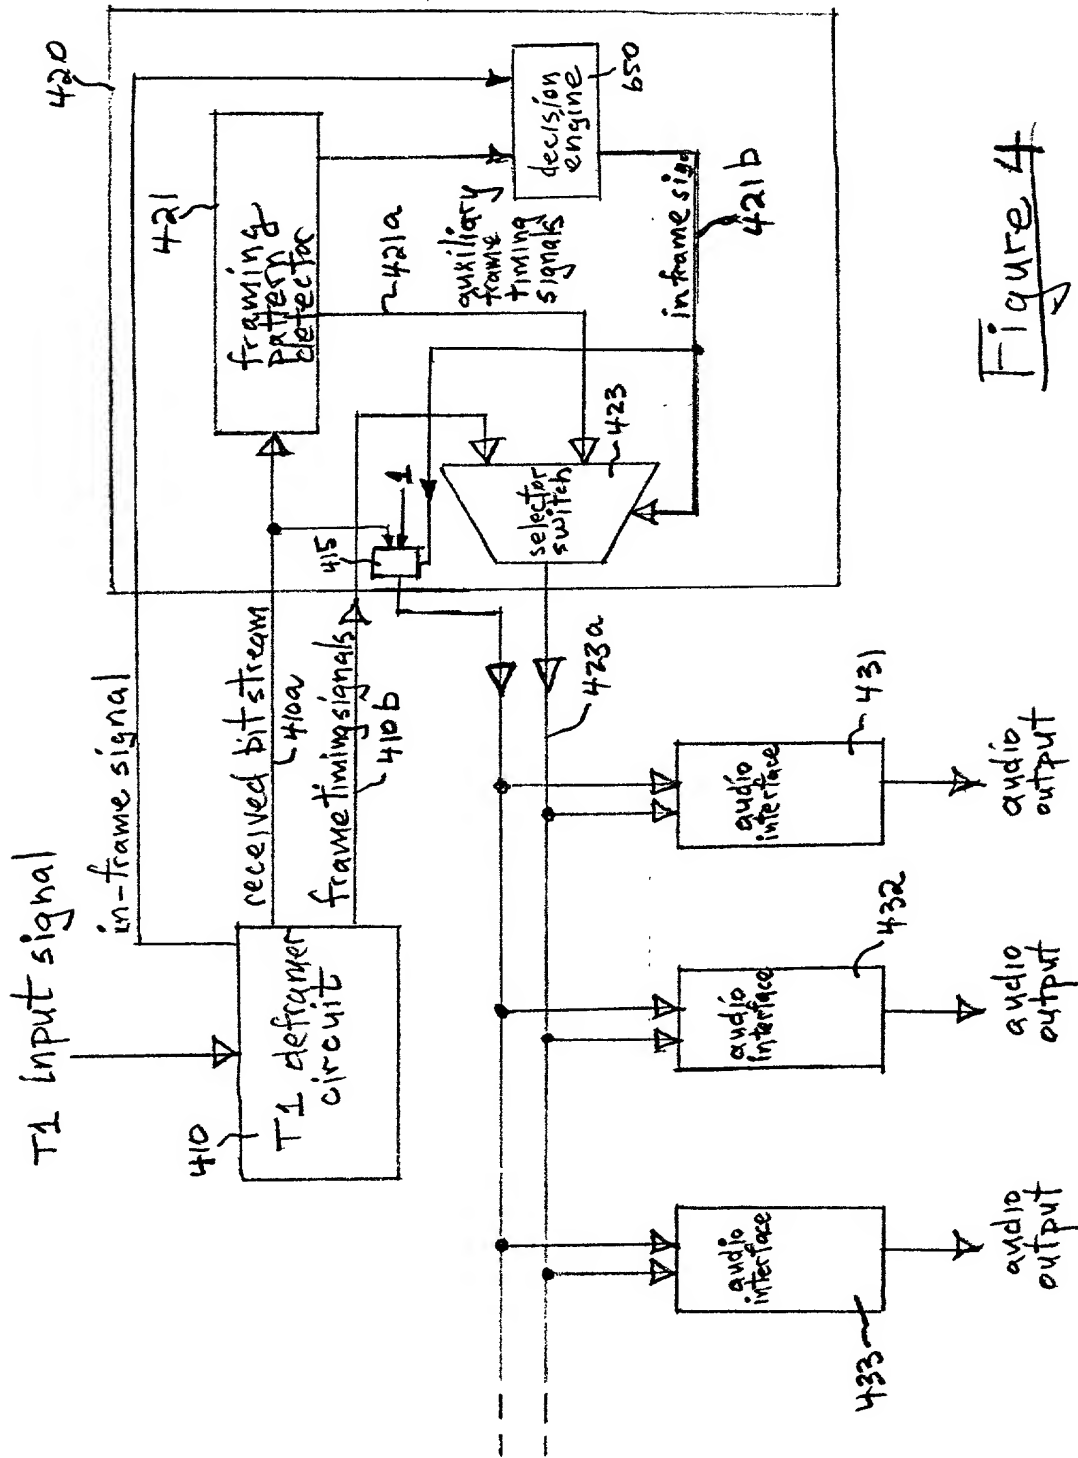 T1 input signal
410
T1 deframer
circuit
in-frame signal
received bit stream
410a
frame timing signals
410b
420
421
framing
pattern
detector
421a
auxiliary
frame
timing
signals
decision
engine
650
in frame sig
421b
415
1
selector
switch
423
423a
audio
interface
431
audio
output
audio
interface
432
audio
output
audio
interface
433
audio
output
Figure 4